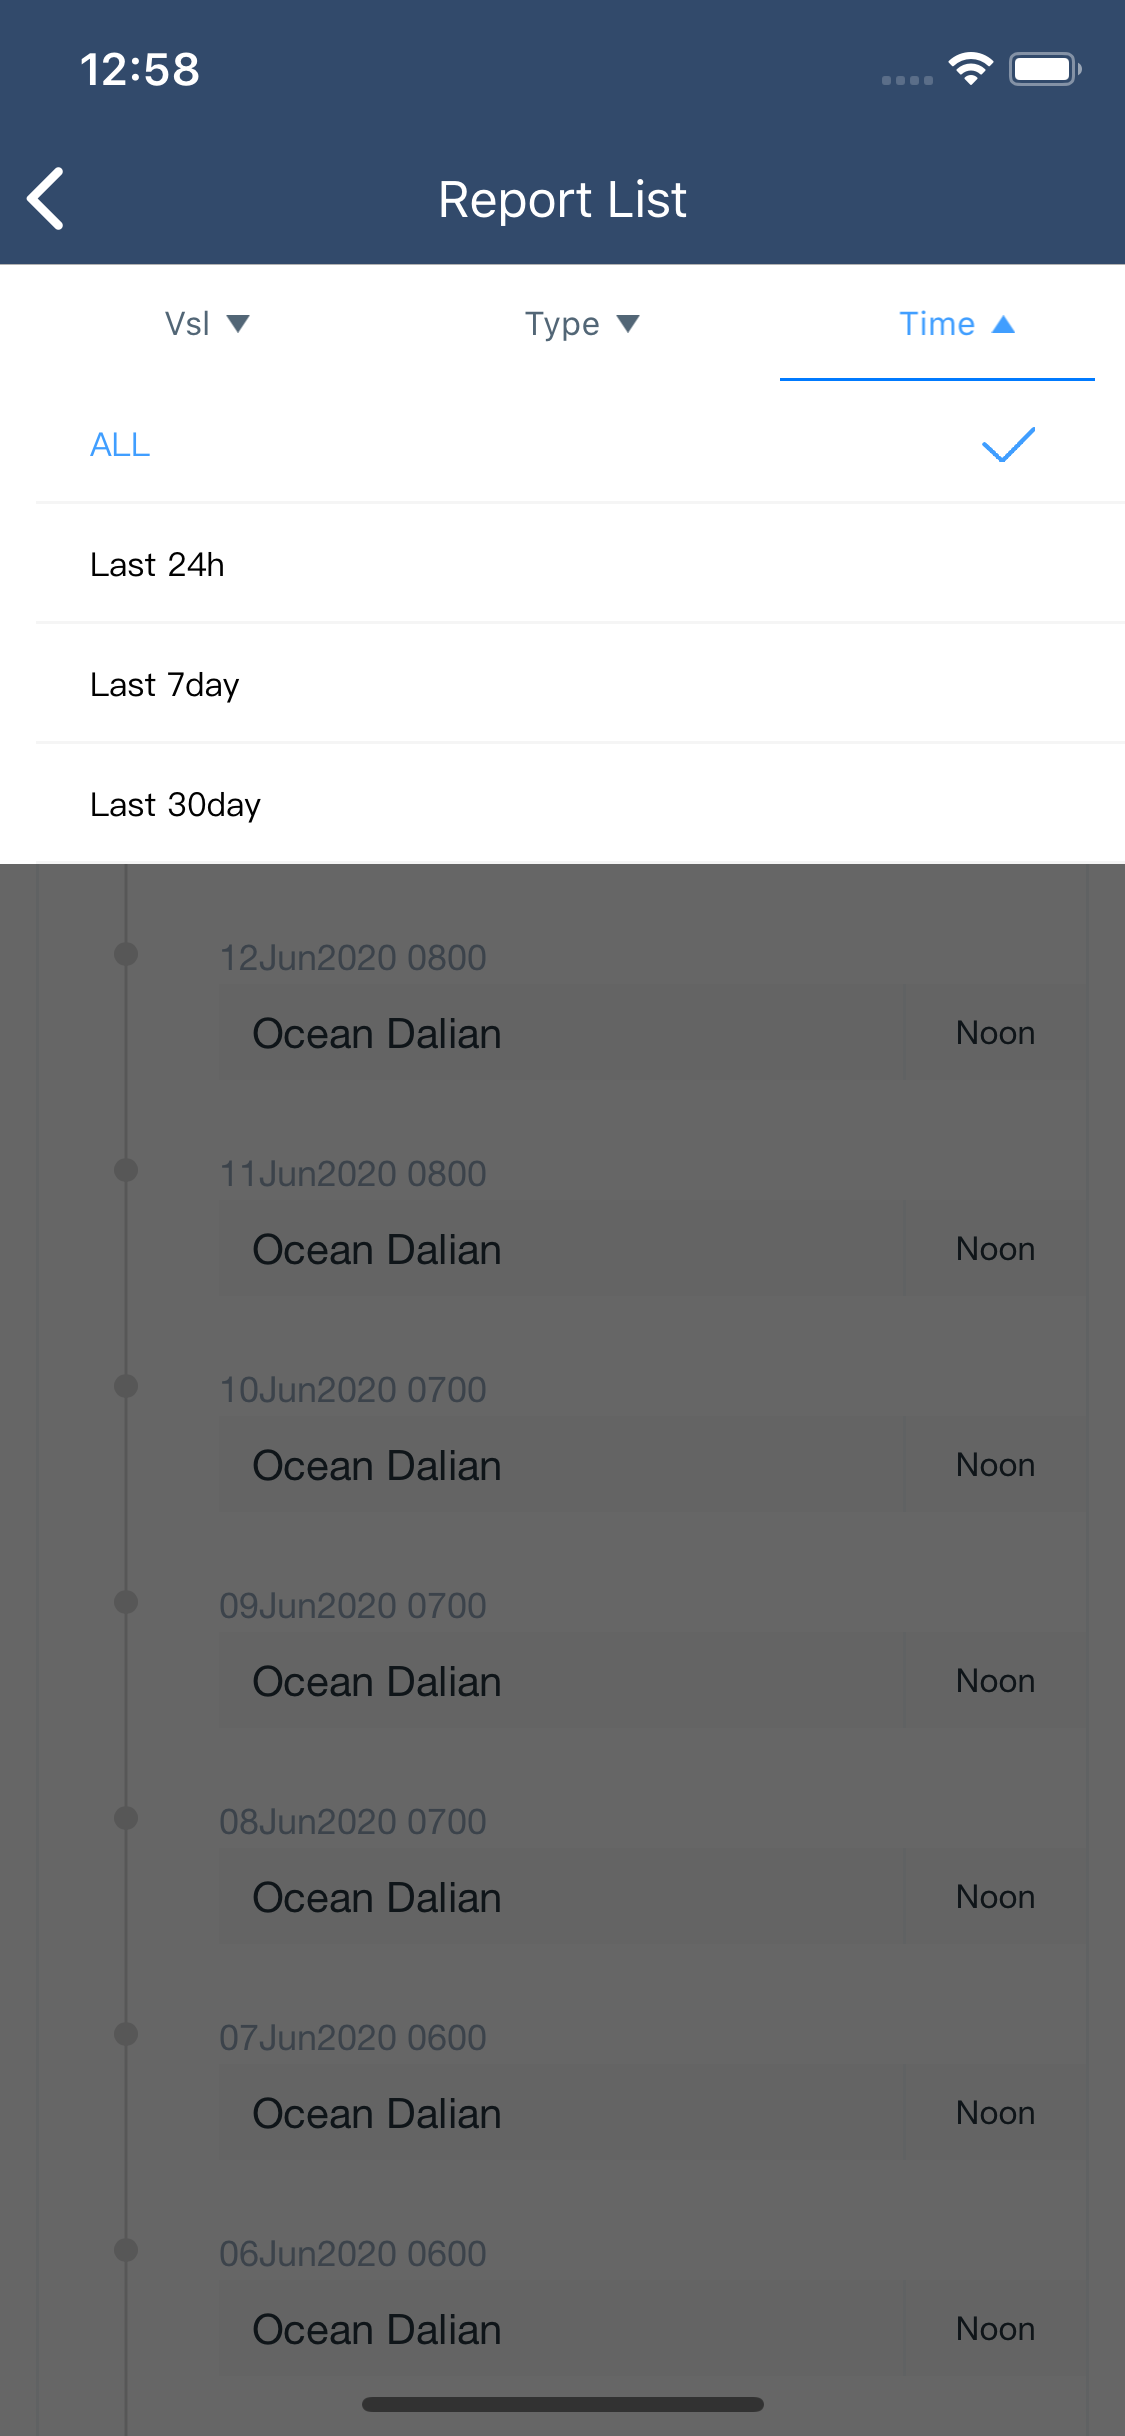 12:58
Report List
Vsl ▼ Type ▼ Time ▲
ALL
Last 24h
Last 7day
Last 30day
12Jun2020 0800
Ocean Dalian Noon
11Jun2020 0800
Ocean Dalian Noon
10Jun2020 0700
Ocean Dalian Noon
09Jun2020 0700
Ocean Dalian Noon
08Jun2020 0700
Ocean Dalian Noon
07Jun2020 0600
Ocean Dalian Noon
06Jun2020 0600
Ocean Dalian Noon